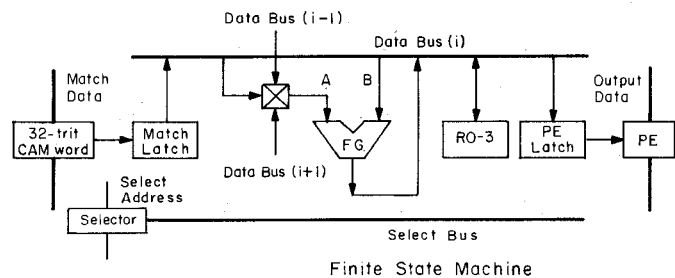 Data Bus (i-1)
Data Bus (i)
Match
Data
A
B
Output
Data
32-trit
CAM word
Match
Latch
F.G.
RO-3
PE
Latch
PE
Data Bus (i+1)
Select
Address
Selector
Select Bus
Finite State Machine